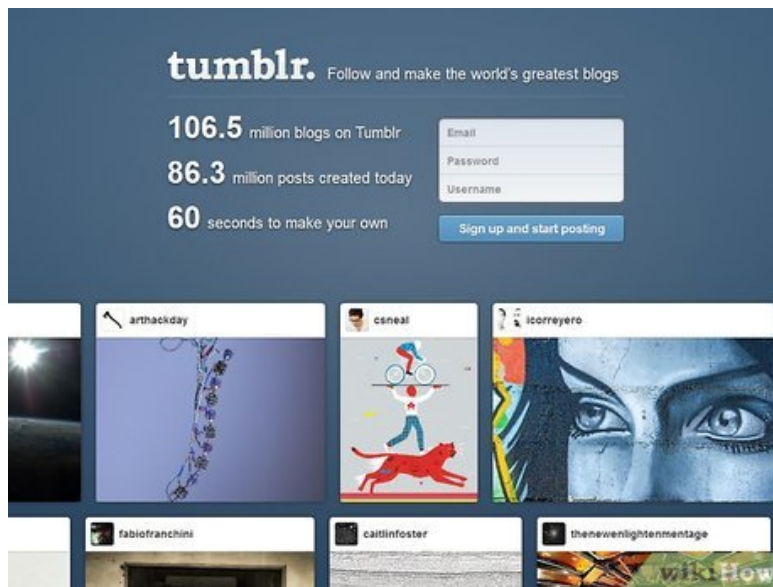 tumblr. Follow and make the world's greatest blogs
106.5 million blogs on Tumblr
86.3 million posts created today
60 seconds to make your own
Email
Password
Username
Sign up and start posting
arthackday
csneal
icorreyero
fabiofranchini
caitlinfoster
thenewenlightenmentage
wikiHow